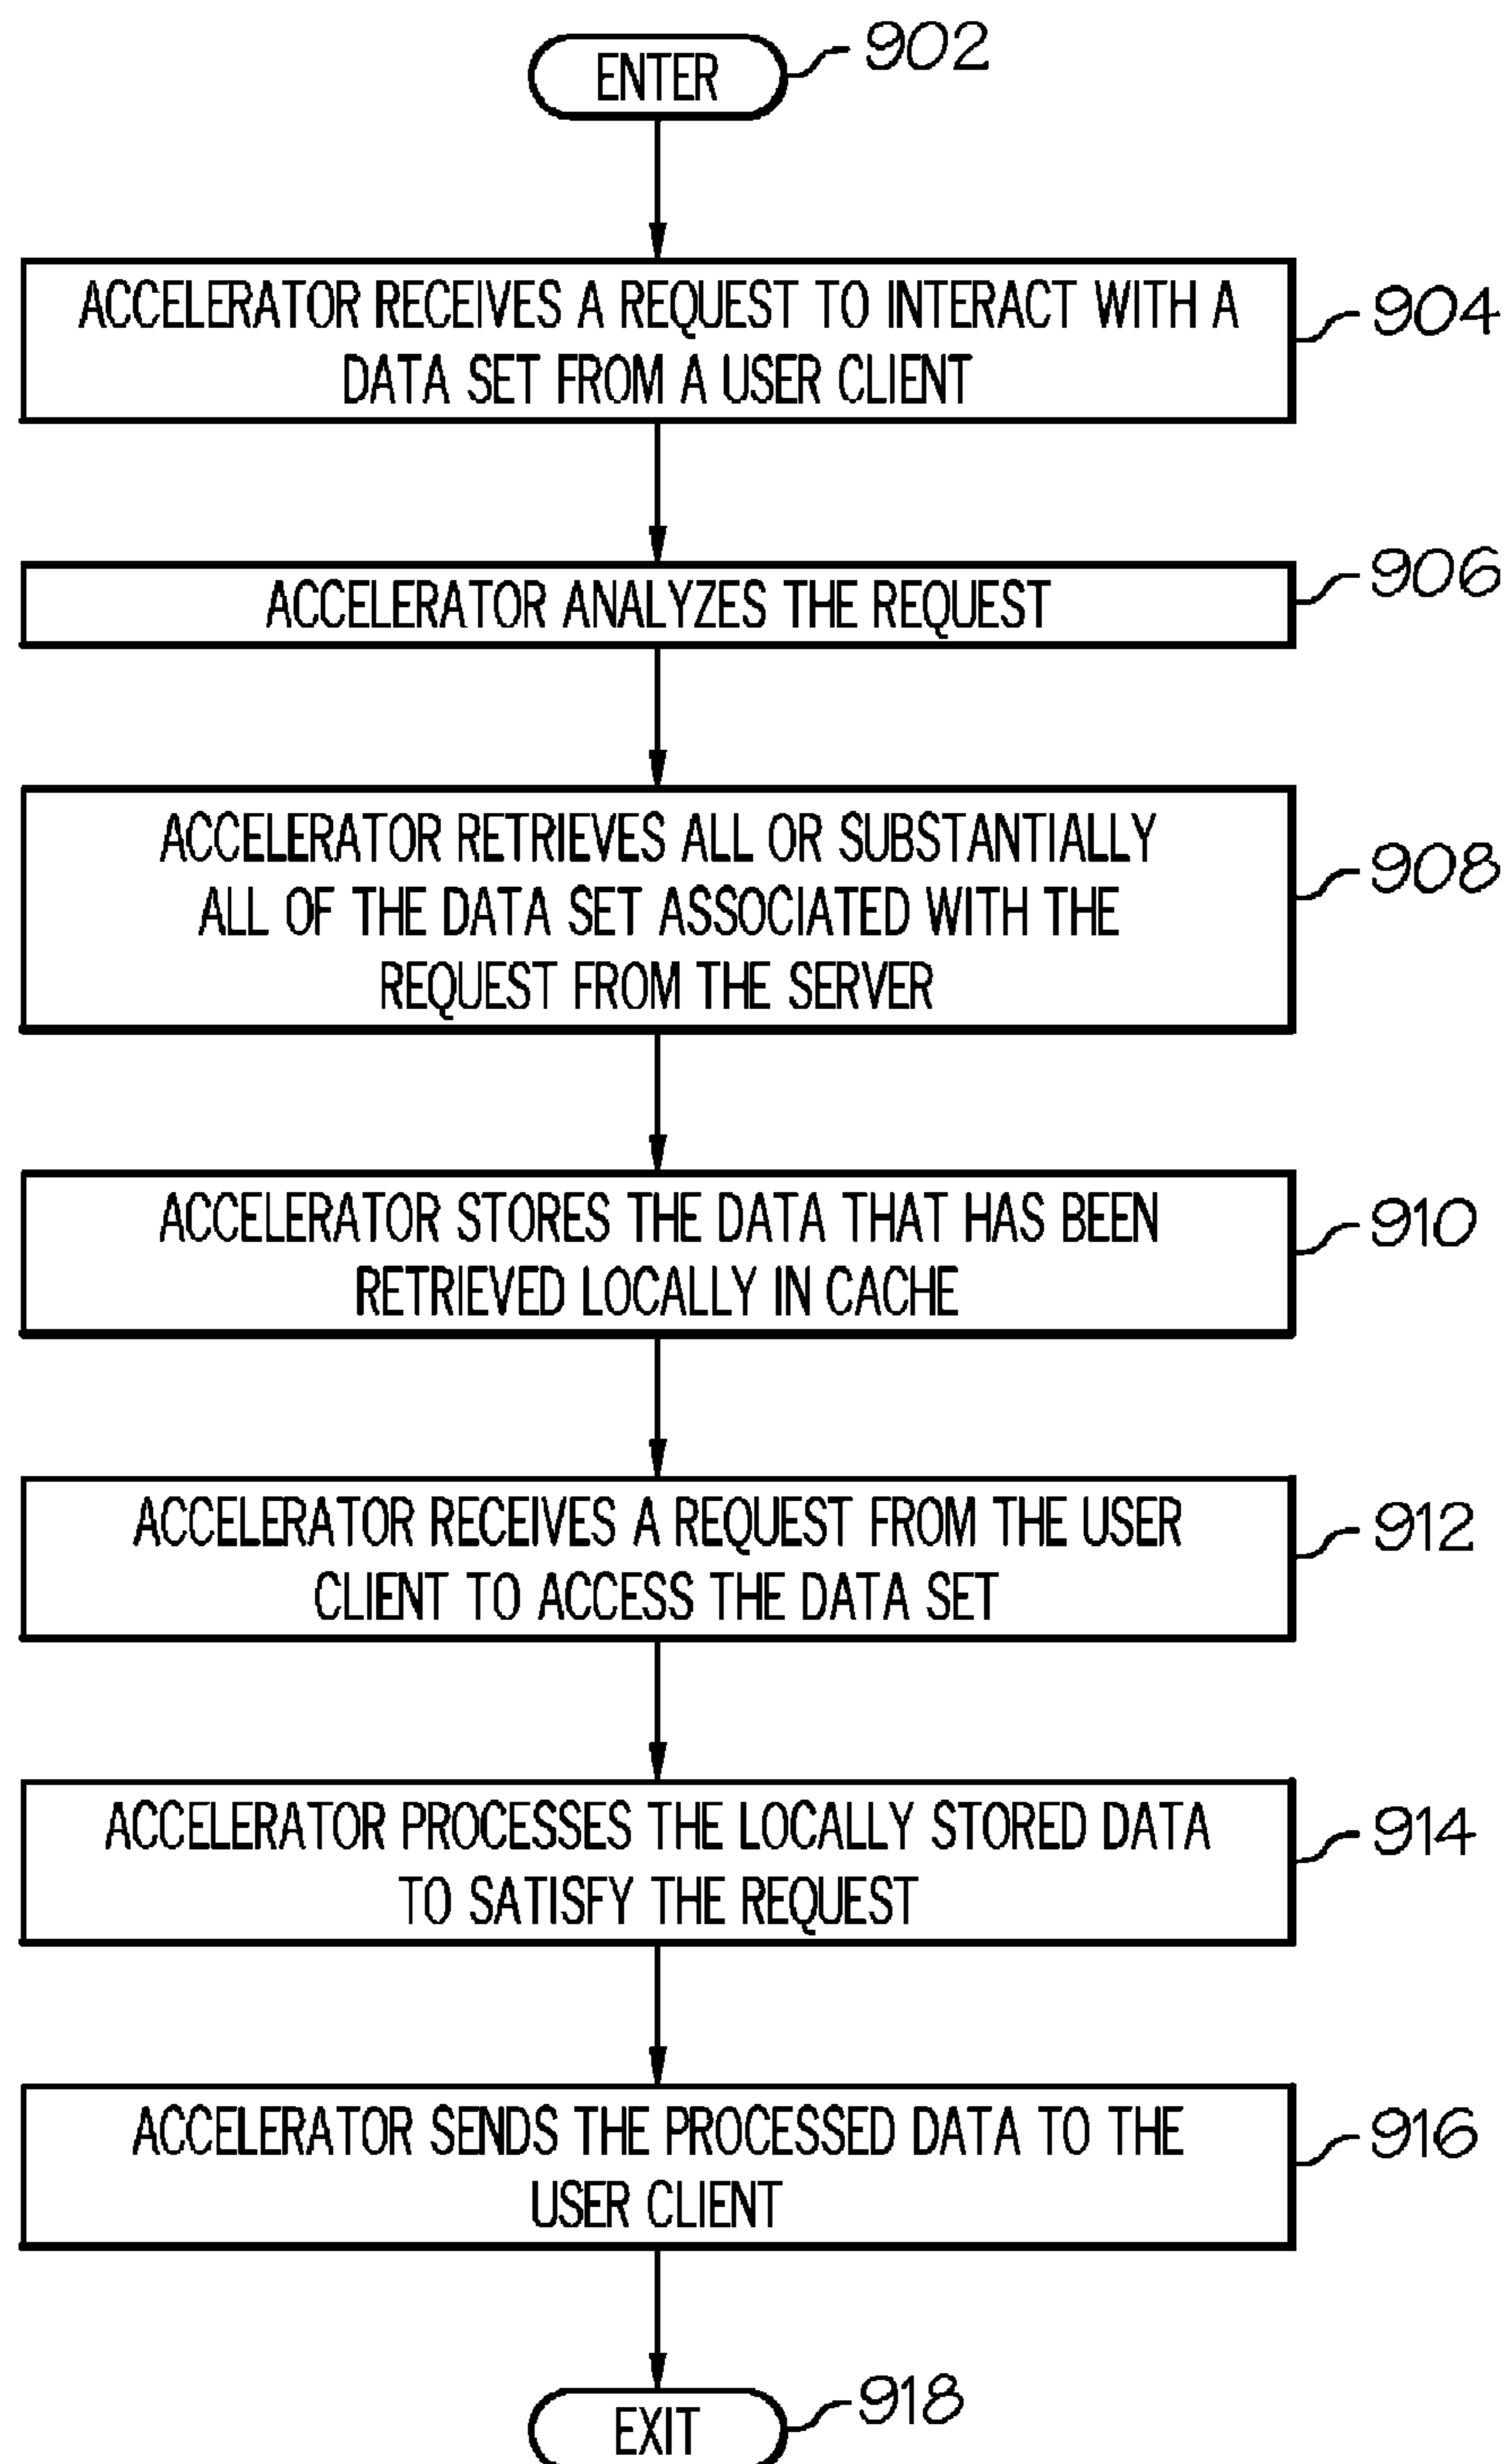 ENTER
902
ACCELERATOR RECEIVES A REQUEST TO INTERACT WITH A
DATA SET FROM A USER CLIENT
904
ACCELERATOR ANALYZES THE REQUEST
906
ACCELERATOR RETRIEVES ALL OR SUBSTANTIALLY
ALL OF THE DATA SET ASSOCIATED WITH THE
REQUEST FROM THE SERVER
908
ACCELERATOR STORES THE DATA THAT HAS BEEN
RETRIEVED LOCALLY IN CACHE
910
ACCELERATOR RECEIVES A REQUEST FROM THE USER
CLIENT TO ACCESS THE DATA SET
912
ACCELERATOR PROCESSES THE LOCALLY STORED DATA
TO SATISFY THE REQUEST
914
ACCELERATOR SENDS THE PROCESSED DATA TO THE
USER CLIENT
916
EXIT
918